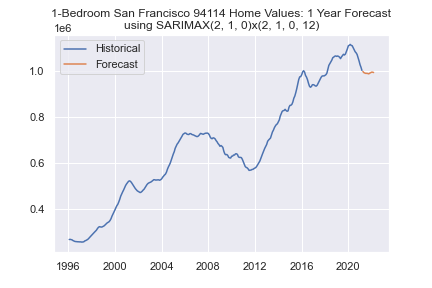 1-Bedroom San Francisco 94114 Home Values: 1 Year Forecast
using SARIMAX(2, 1, 0)x(2, 1, 0, 12)
1e6
Historical
Forecast
1.0
0.8
0.6
0.4
1996 2000 2004 2008 2012 2016 2020